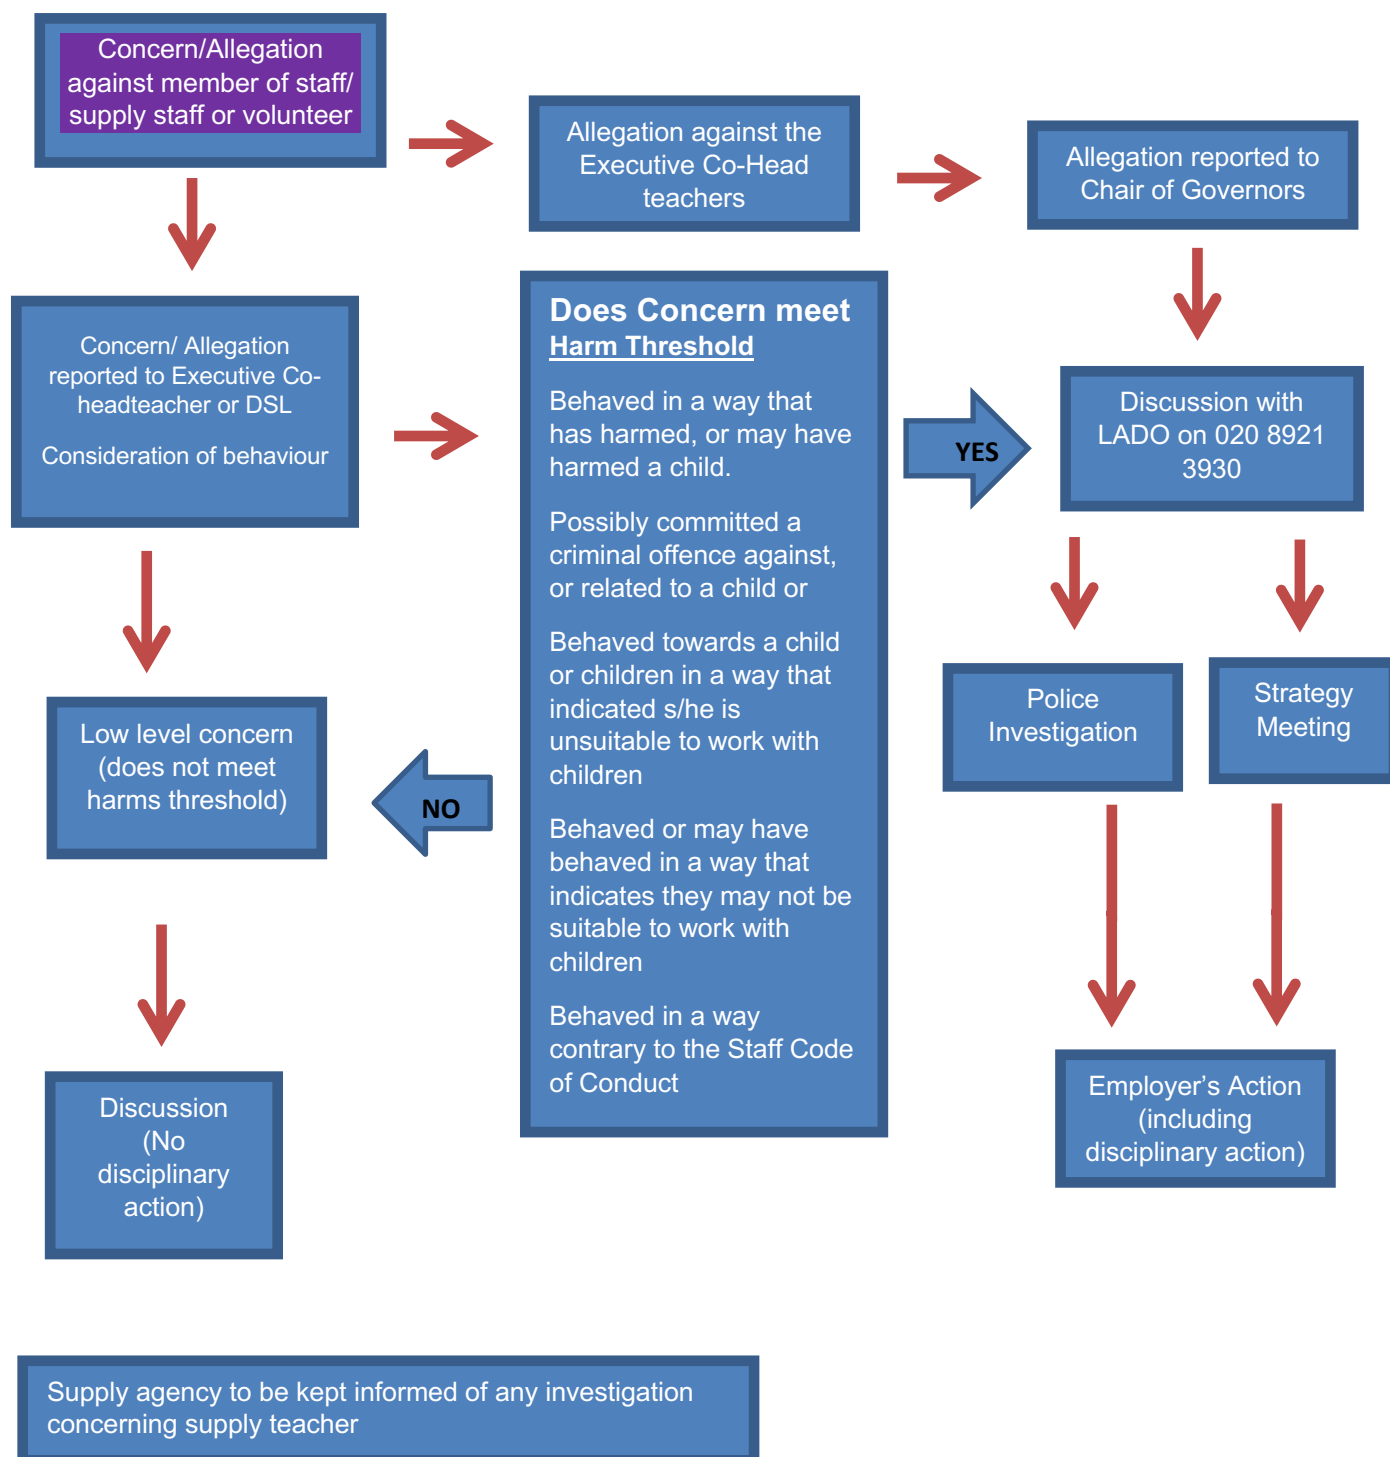 Concern/Allegation
against member of staff/
supply staff or volunteer
Allegation against the
Executive Co-Head
teachers
Allegation reported to
Chair of Governors
Concern/ Allegation
reported to Executive Co-
headteacher or DSL
Consideration of behaviour
Does Concern meet
Harm Threshold
Behaved in a way that
has harmed, or may have
harmed a child.
Possibly committed a
criminal offence against,
or related to a child or
Behaved towards a child
or children in a way that
indicated s/he is
unsuitable to work with
children
Behaved or may have
behaved in a way that
indicates they may not be
suitable to work with
children
Behaved in a way
contrary to the Staff Code
of Conduct
YES
Discussion with
LADO on 020 8921
3930
Police
Investigation
Strategy
Meeting
NO
Low level concern
(does not meet
harms threshold)
Discussion
(No
disciplinary
action)
Employer’s Action
(including
disciplinary action)
Supply agency to be kept informed of any investigation
concerning supply teacher